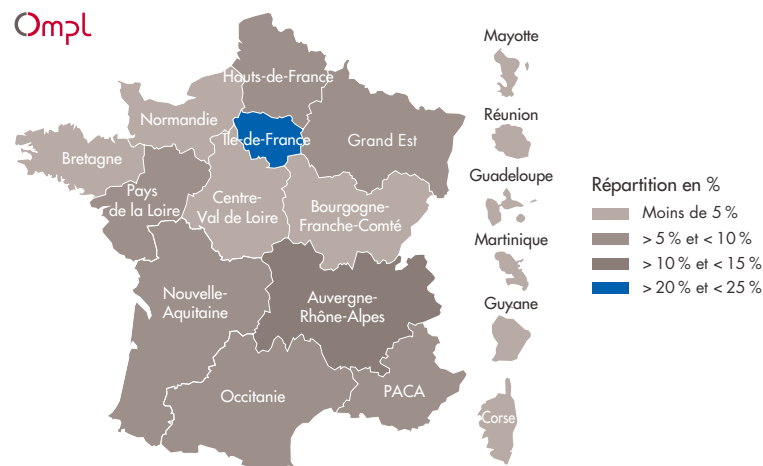 Ompl
Hauts-de-France
Normandie
Île-de-France
Grand Est
Bretagne
Pays
de la Loire
Centre-
Val de Loire
Bourgogne-
Franche-Comté
Nouvelle-
Aquitaine
Auvergne-
Rhône-Alpes
Occitanie
PACA
Mayotte
Réunion
Guadeloupe
Martinique
Guyane
Corse
Répartition en %
Moins de 5 %
> 5 % et < 10 %
> 10 % et < 15 %
> 20 % et < 25 %